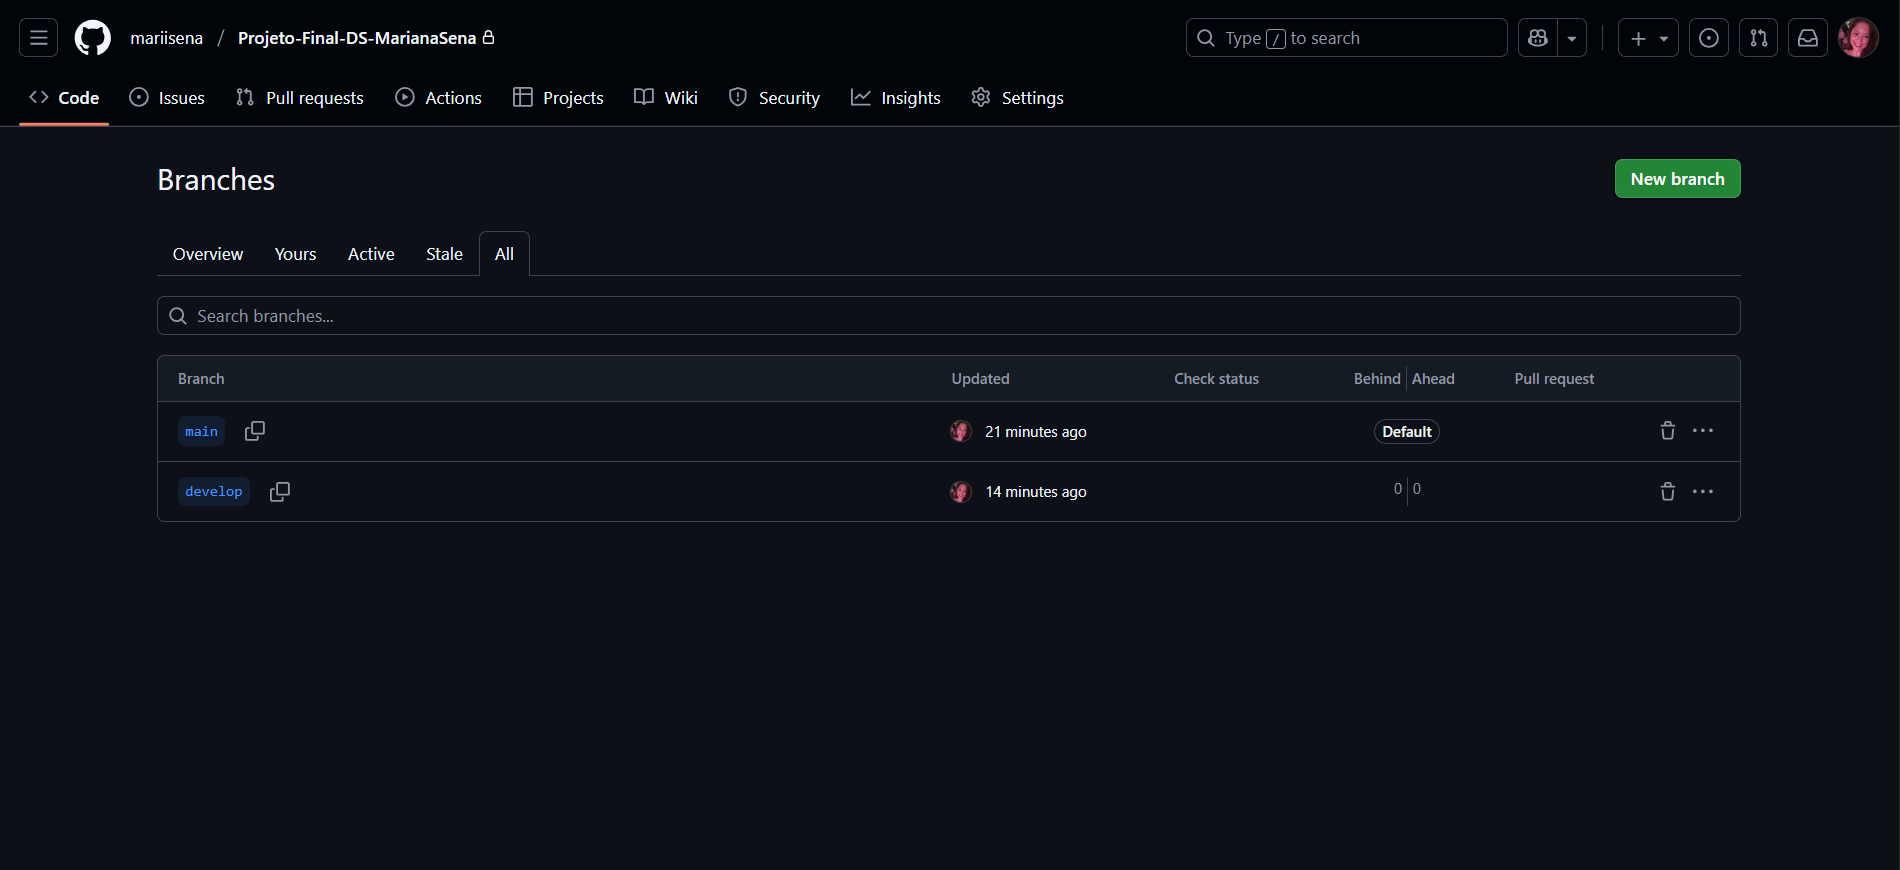 mariisena / Projeto-Final-DS-MarianaSena
Type / to search
Code Issues Pull requests Actions Projects Wiki Security Insights Settings
Branches
New branch
Overview Yours Active Stale All
Search branches...
Branch Updated Check status Behind Ahead Pull request
main 21 minutes ago Default
develop 14 minutes ago 0 0